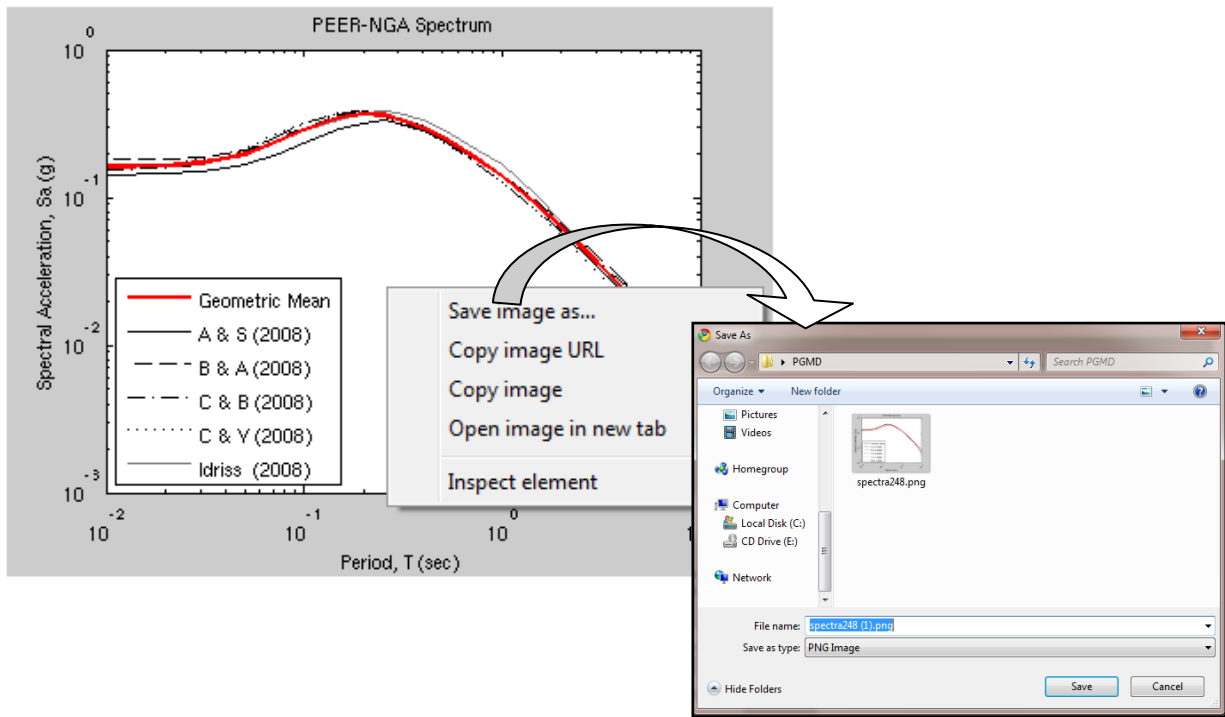 PEER-NGA Spectrum
10 0
10 -1
10 -2
10 -3
Spectral Acceleration, Sa (g)
Geometric Mean
A & S (2008)
B & A (2008)
C & B (2008)
C & Y (2008)
Idriss (2008)
10 -2
10 -1
10 0
1
Period, T (sec)
Save image as...
Copy image URL
Copy image
Open image in new tab
Inspect element
Save As
PGMD
Search PGMD
Organize New folder
Pictures
Videos
Homegroup
Computer
Local Disk (C:)
CD Drive (E:)
Network
spectra248.png
File name: spectra248 (1).png
Save as type: PNG Image
Hide Folders Save Cancel